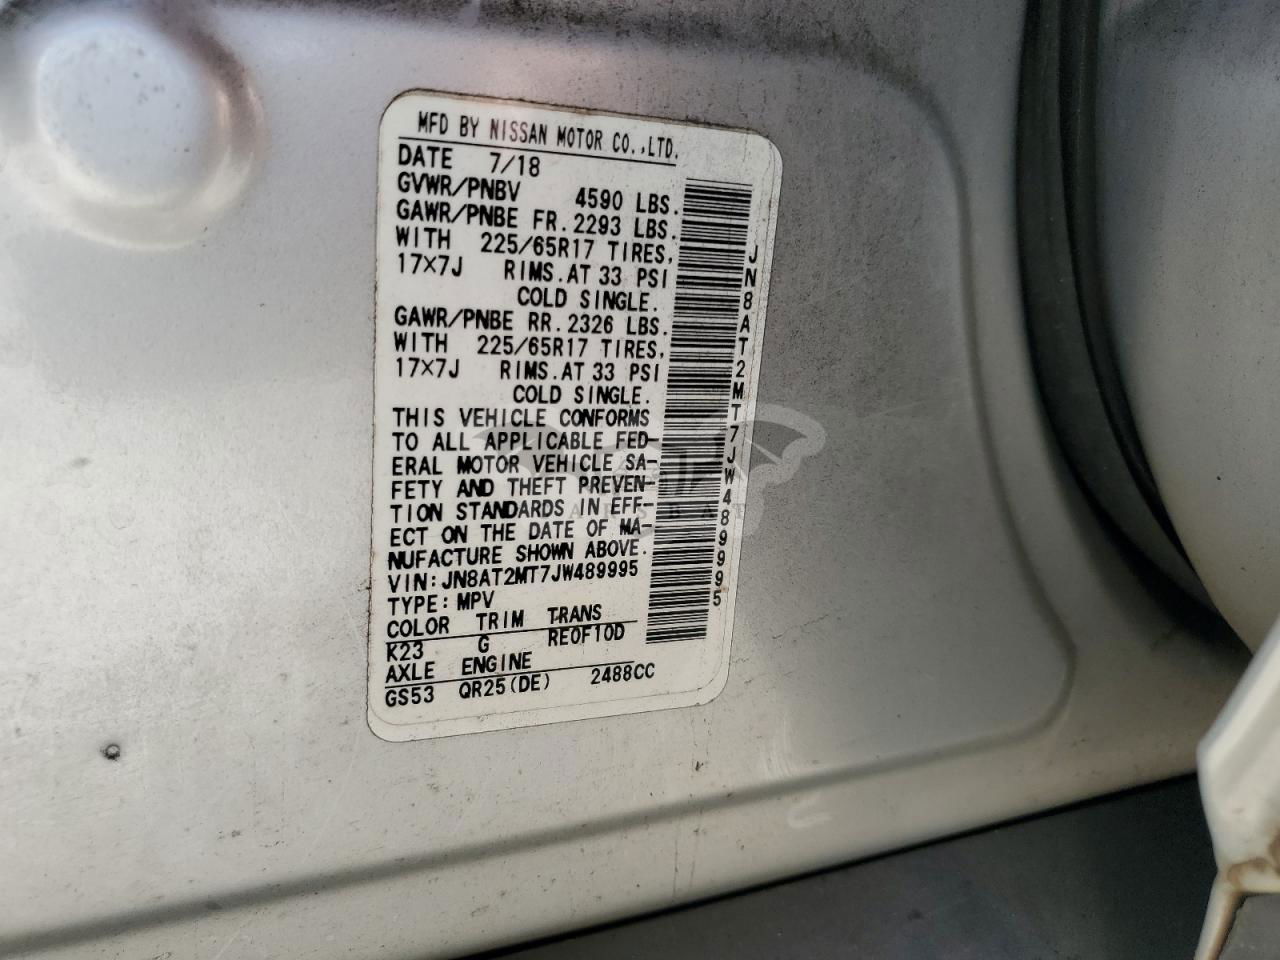 MFD BY NISSAN MOTOR CO.,LTD.
DATE 7/18
GVWR/PNBV 4590 LBS.
GAWR/PNBE FR. 2293 LBS.
WITH 225/65R17 TIRES,
17×7J RIMS. AT 33 PSI
COLD SINGLE.
GAWR/PNBE RR. 2326 LBS.
WITH 225/65R17 TIRES,
17×7J RIMS. AT 33 PSI
COLD SINGLE.
THIS VEHICLE CONFORMS
TO ALL APPLICABLE FED-
ERAL MOTOR VEHICLE SA-
FETY AND THEFT PREVEN-
TION STANDARDS IN EFF-
ECT ON THE DATE OF MA-
NUFACTURE SHOWN ABOVE.
VIN: JN8AT2MT7JW489995
TYPE: MPV
COLOR TRIM TRANS
K23 G RE0F10D
AXLE ENGINE
GS53 QR25(DE) 2488CC
JN8AT2MT7JW489995